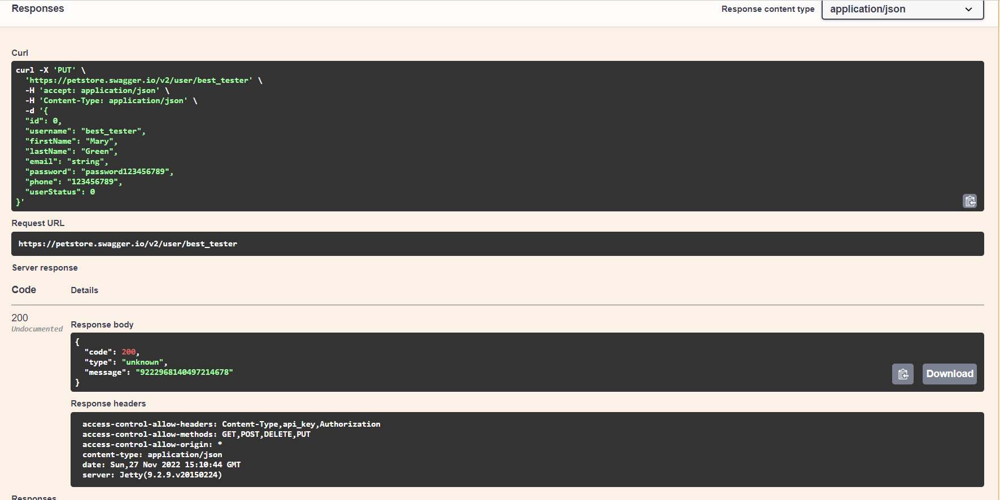 Responses
Response content type
application/json
Curl
curl -X 'PUT' \
'https://petstore.swagger.io/v2/user/best_tester' \
-H 'accept: application/json' \
-H 'Content-Type: application/json' \
-d '{
"id": 0,
"username": "best_tester",
"firstName": "Mary",
"lastName": "Green",
"email": "string",
"password": "password123456789",
"phone": "123456789",
"userStatus": 0
}'
Request URL
https://petstore.swagger.io/v2/user/best_tester
Server response
Code
Details
200
Undocumented
Response body
{
"code": 200,
"type": "unknown",
"message": "9222968140497214678"
}
Download
Response headers
access-control-allow-headers: Content-Type,api_key,Authorization
access-control-allow-methods: GET,POST,DELETE,PUT
access-control-allow-origin: *
content-type: application/json
date: Sun,27 Nov 2022 15:10:44 GMT
server: Jetty(9.2.9.v20150224)
Responses